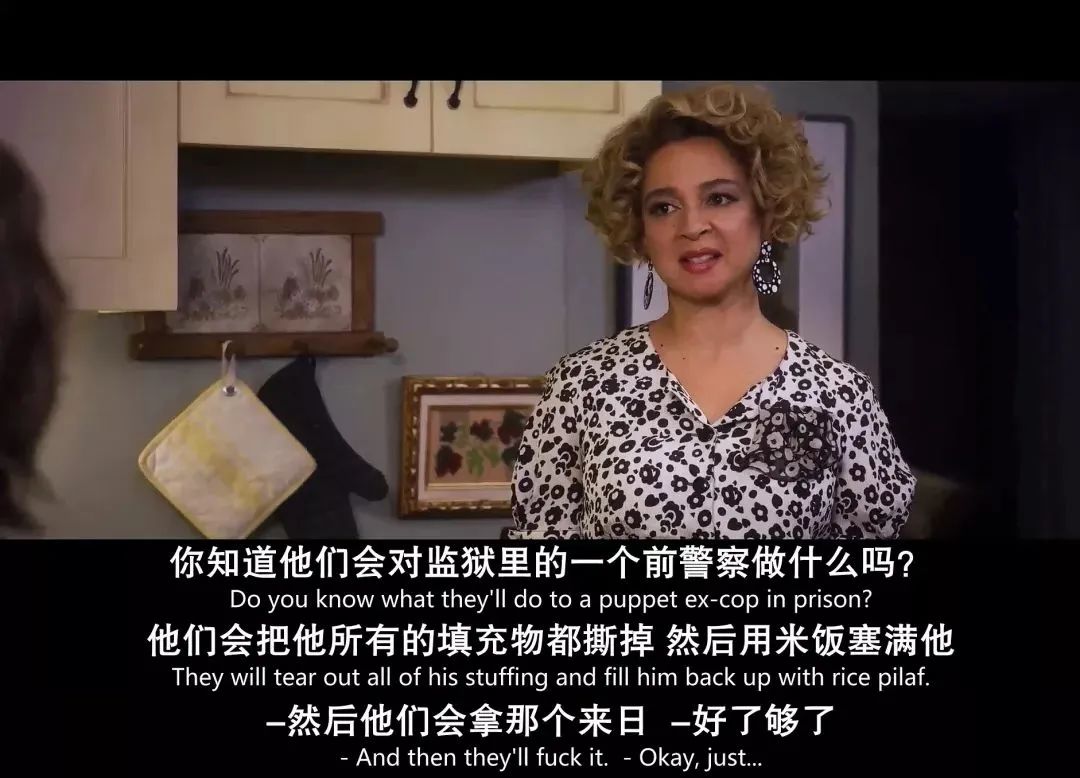 你知道他们会对监狱里的一个前警察做什么吗?
Do you know what they'll do to a puppet ex-cop in prison?
他们会把他所有的填充物都撕掉 然后用米饭塞满他
They will tear out all of his stuffing and fill him back up with rice pilaf.
–然后他们会拿那个来日 –好了够了
- And then they'll fuck it. - Okay, just...